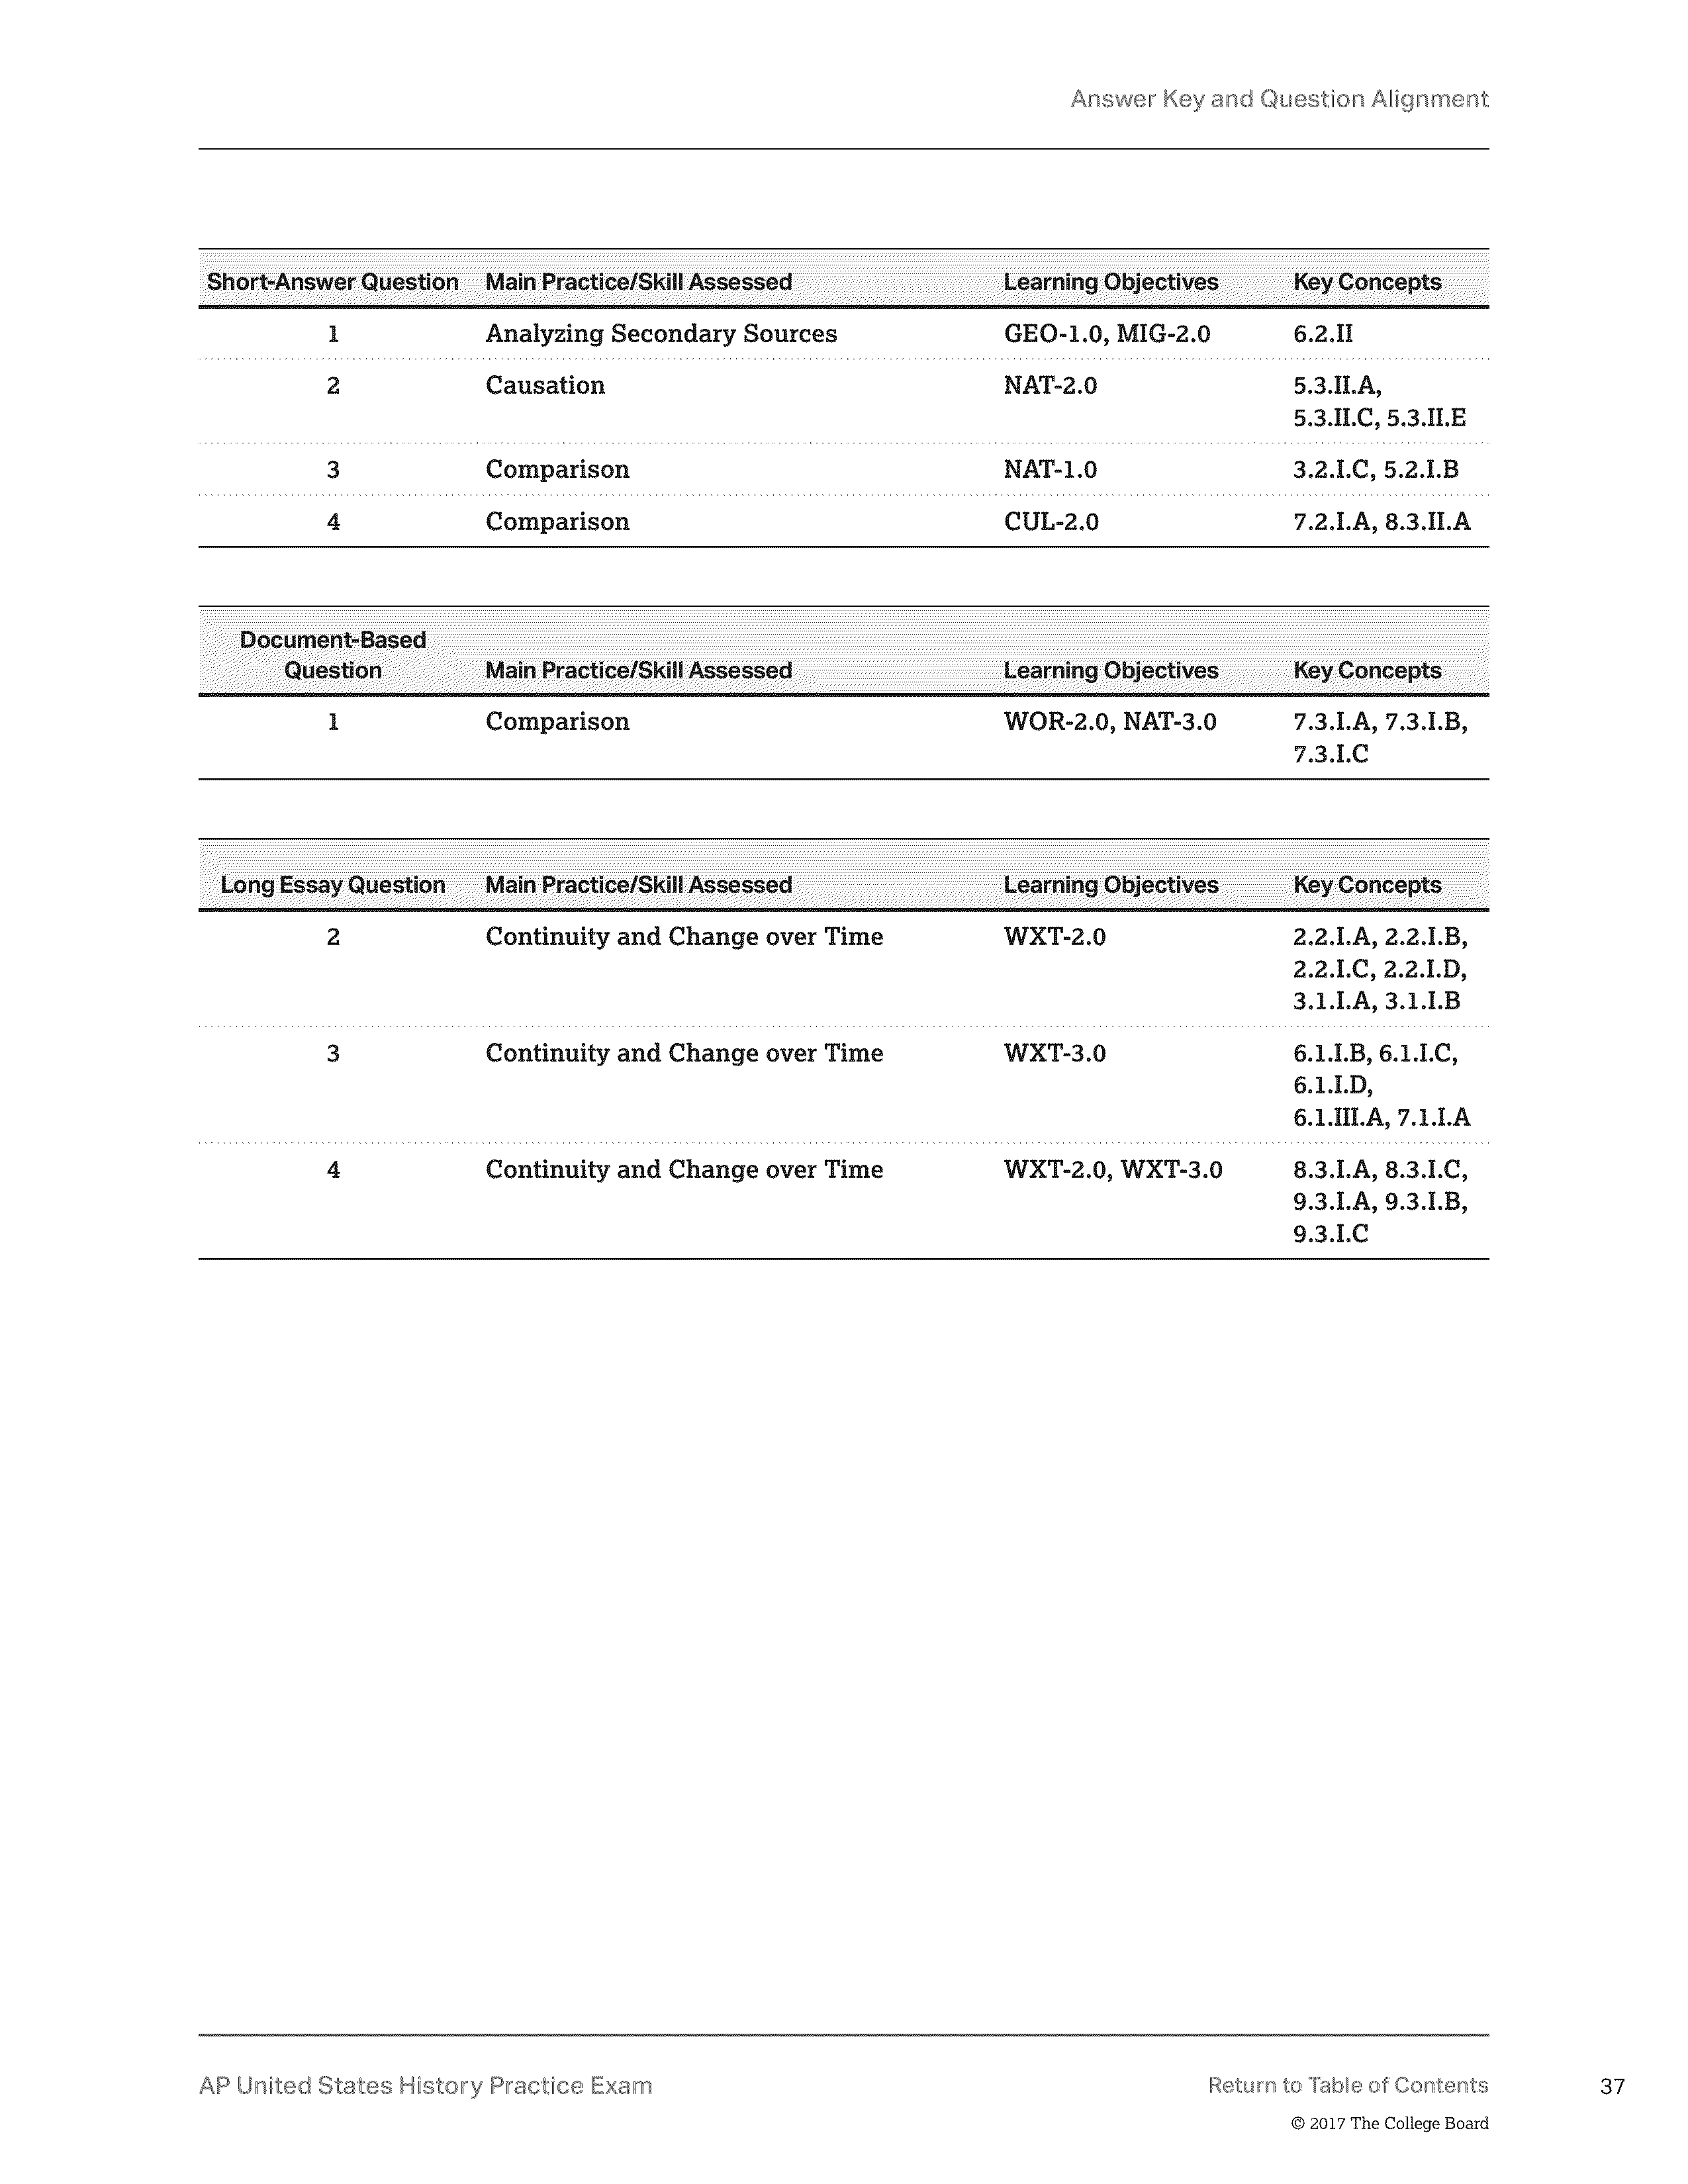 Answer Key and Question Alignment
Short-Answer Question Main Practice/Skill Assessed Learning Objectives Key Concepts
1 Analyzing Secondary Sources GEO-1.0, MIG-2.0 6.2.II
2 Causation NAT-2.0 5.3.II.A,
5.3.II.C, 5.3.II.E
3 Comparison NAT-1.0 3.2.I.C, 5.2.I.B
4 Comparison CUL-2.0 7.2.I.A, 8.3.II.A
Document-Based
Question Main Practice/Skill Assessed Learning Objectives Key Concepts
1 Comparison WOR-2.0, NAT-3.0 7.3.I.A, 7.3.I.B,
7.3.I.C
Long Essay Question Main Practice/Skill Assessed Learning Objectives Key Concepts
2 Continuity and Change over Time WXT-2.0 2.2.I.A, 2.2.I.B,
2.2.I.C, 2.2.I.D,
3.1.I.A, 3.1.I.B
3 Continuity and Change over Time WXT-3.0 6.1.I.B, 6.1.I.C,
6.1.I.D,
6.1.III.A, 7.1.I.A
4 Continuity and Change over Time WXT-2.0, WXT-3.0 8.3.I.A, 8.3.I.C,
9.3.I.A, 9.3.I.B,
9.3.I.C
AP United States History Practice Exam Return to Table of Contents 37
© 2017 The College Board